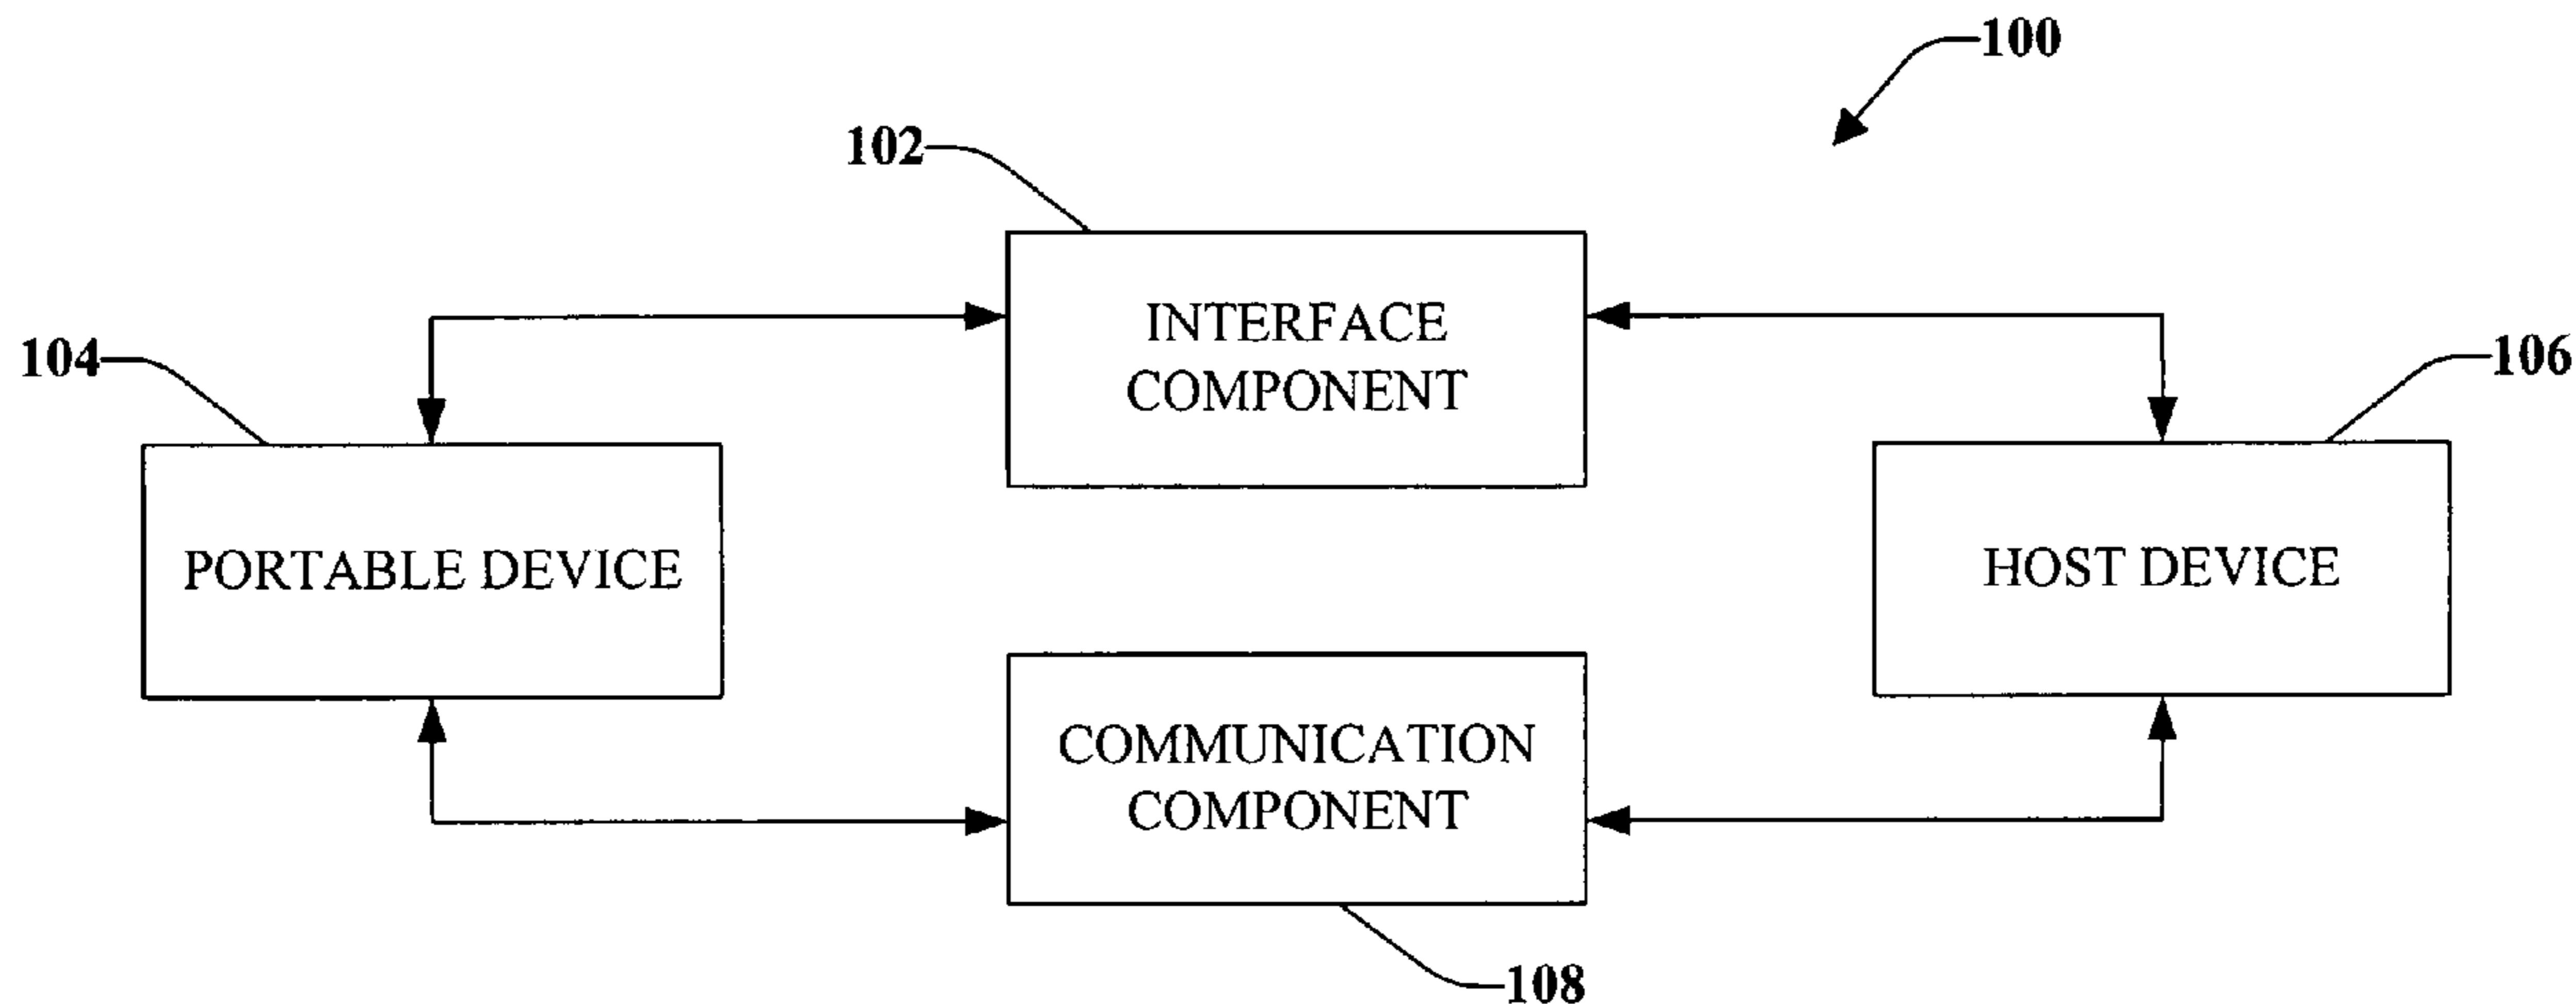 100
102
INTERFACE
COMPONENT
104
106
PORTABLE DEVICE
HOST DEVICE
COMMUNICATION
COMPONENT
108